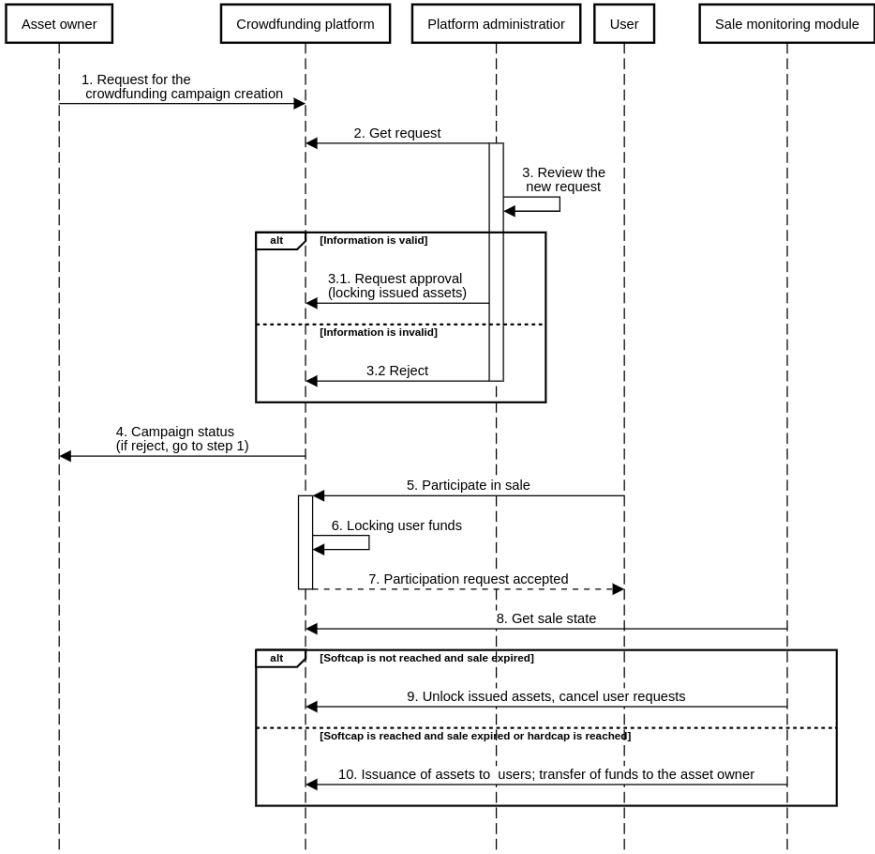 Asset owner
Crowdfunding platform
Platform administratior
User
Sale monitoring module
1. Request for the
crowdfunding campaign creation
2. Get request
3. Review the
new request
alt
[Information is valid]
3.1. Request approval
(locking issued assets)
[Information is invalid]
3.2 Reject
4. Campaign status
(if reject, go to step 1)
5. Participate in sale
6. Locking user funds
7. Participation request accepted
8. Get sale state
alt
[Softcap is not reached and sale expired]
9. Unlock issued assets, cancel user requests
[Softcap is reached and sale expired or hardcap is reached]
10. Issuance of assets to users; transfer of funds to the asset owner